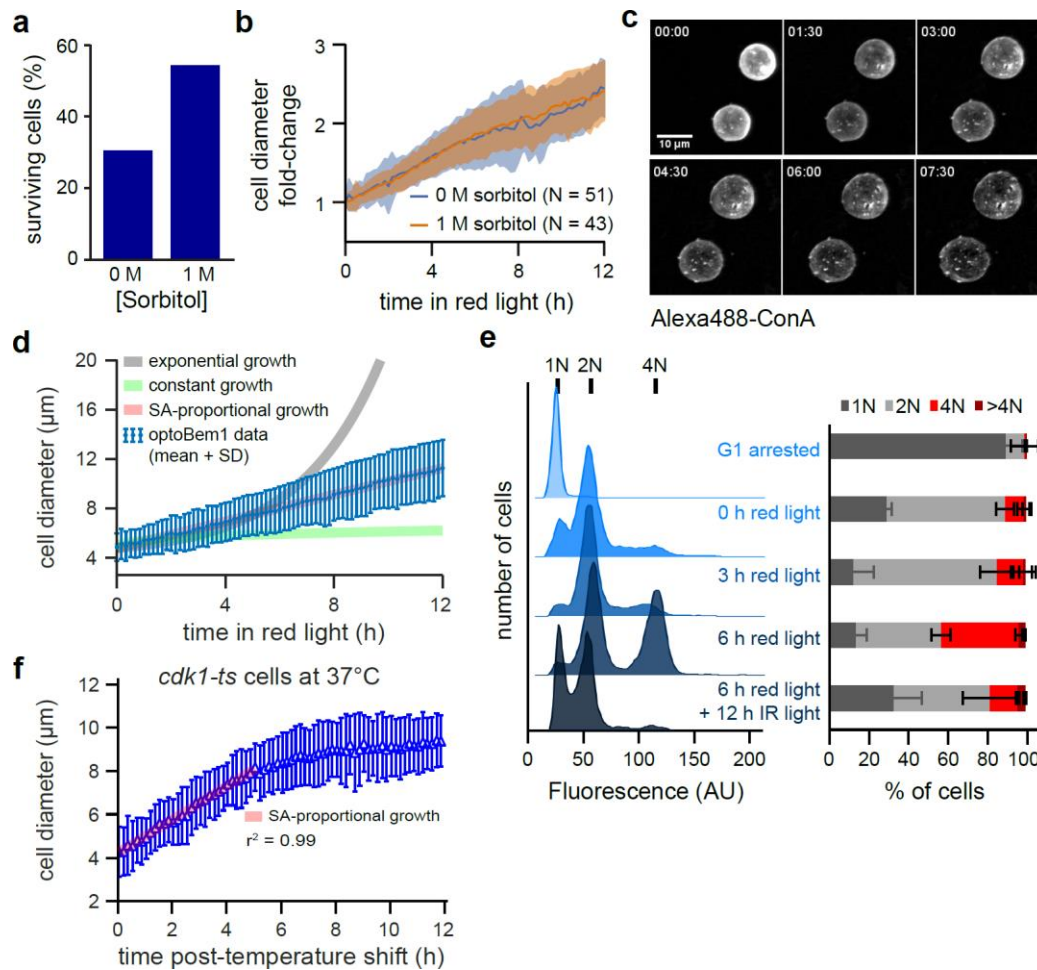 a
surviving cells (%)
60
40
20
0
0 M
1 M
[Sorbitol]
b
cell diameter
fold-change
3
2
1
0 M sorbitol (N = 51)
1 M sorbitol (N = 43)
0
4
8
12
time in red light (h)
c
00:00
01:30
03:00
10 µm
04:30
06:00
07:30
Alexa488-ConA
d
cell diameter (µm)
20
16
12
8
4
exponential growth
constant growth
SA-proportional growth
optoBem1 data
(mean + SD)
0
4
8
12
time in red light (h)
e
1N
2N
4N
number of cells
G1 arrested
0 h red light
3 h red light
6 h red light
6 h red light
+ 12 h IR light
0
50
100
150
200
Fluorescence (AU)
1N
2N
4N
>4N
0
20
40
60
80
100
% of cells
f
cdk1-ts cells at 37°C
cell diameter (µm)
12
10
8
6
4
2
SA-proportional growth
r² = 0.99
0
2
4
6
8
10
12
time post-temperature shift (h)